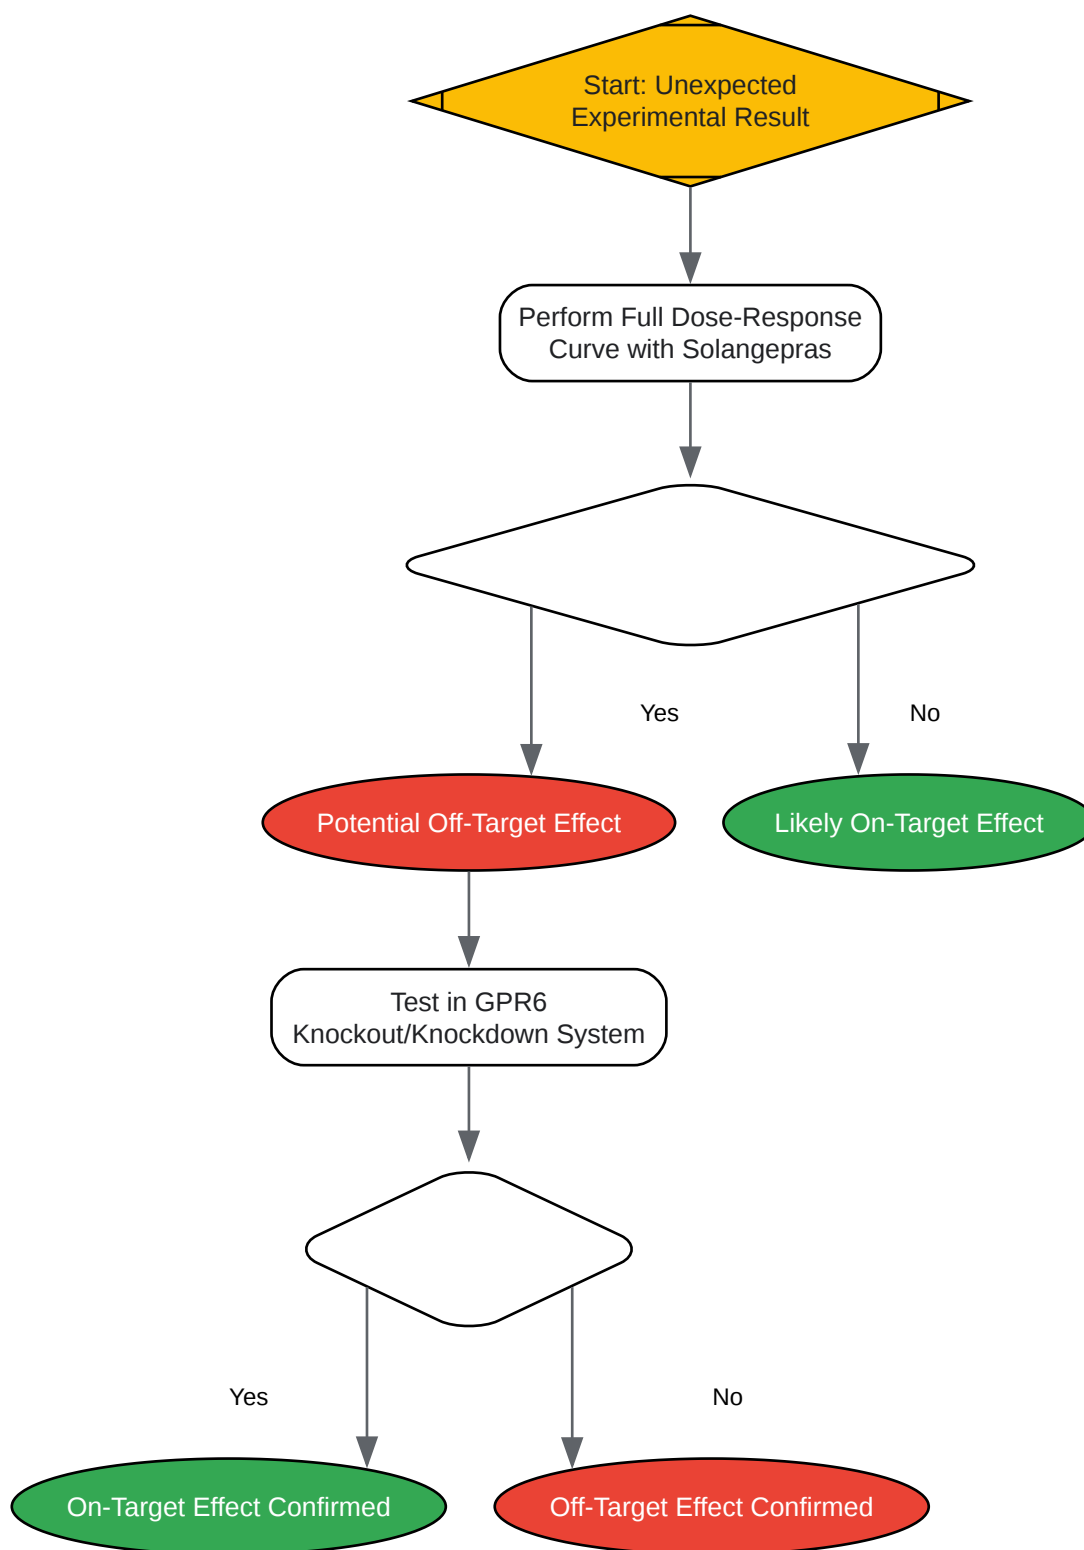 Start: Unexpected
Experimental Result
Perform Full Dose-Response
Curve with Solangepras
Yes
No
Potential Off-Target Effect
Likely On-Target Effect
Test in GPR6
Knockout/Knockdown System
Yes
No
On-Target Effect Confirmed
Off-Target Effect Confirmed